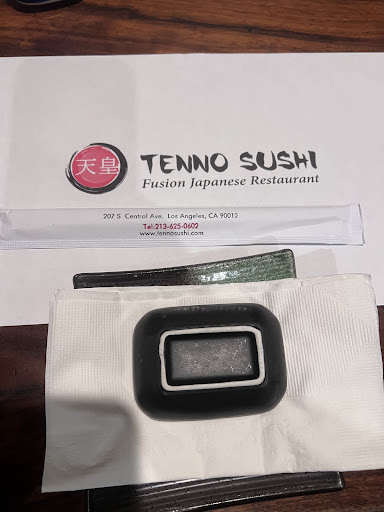 天皇
TENNO SUSHI
Fusion Japanese Restaurant
207 S Central Ave, Los Angeles, CA 90012
Tel:213-625-0602
www.tennosushi.com